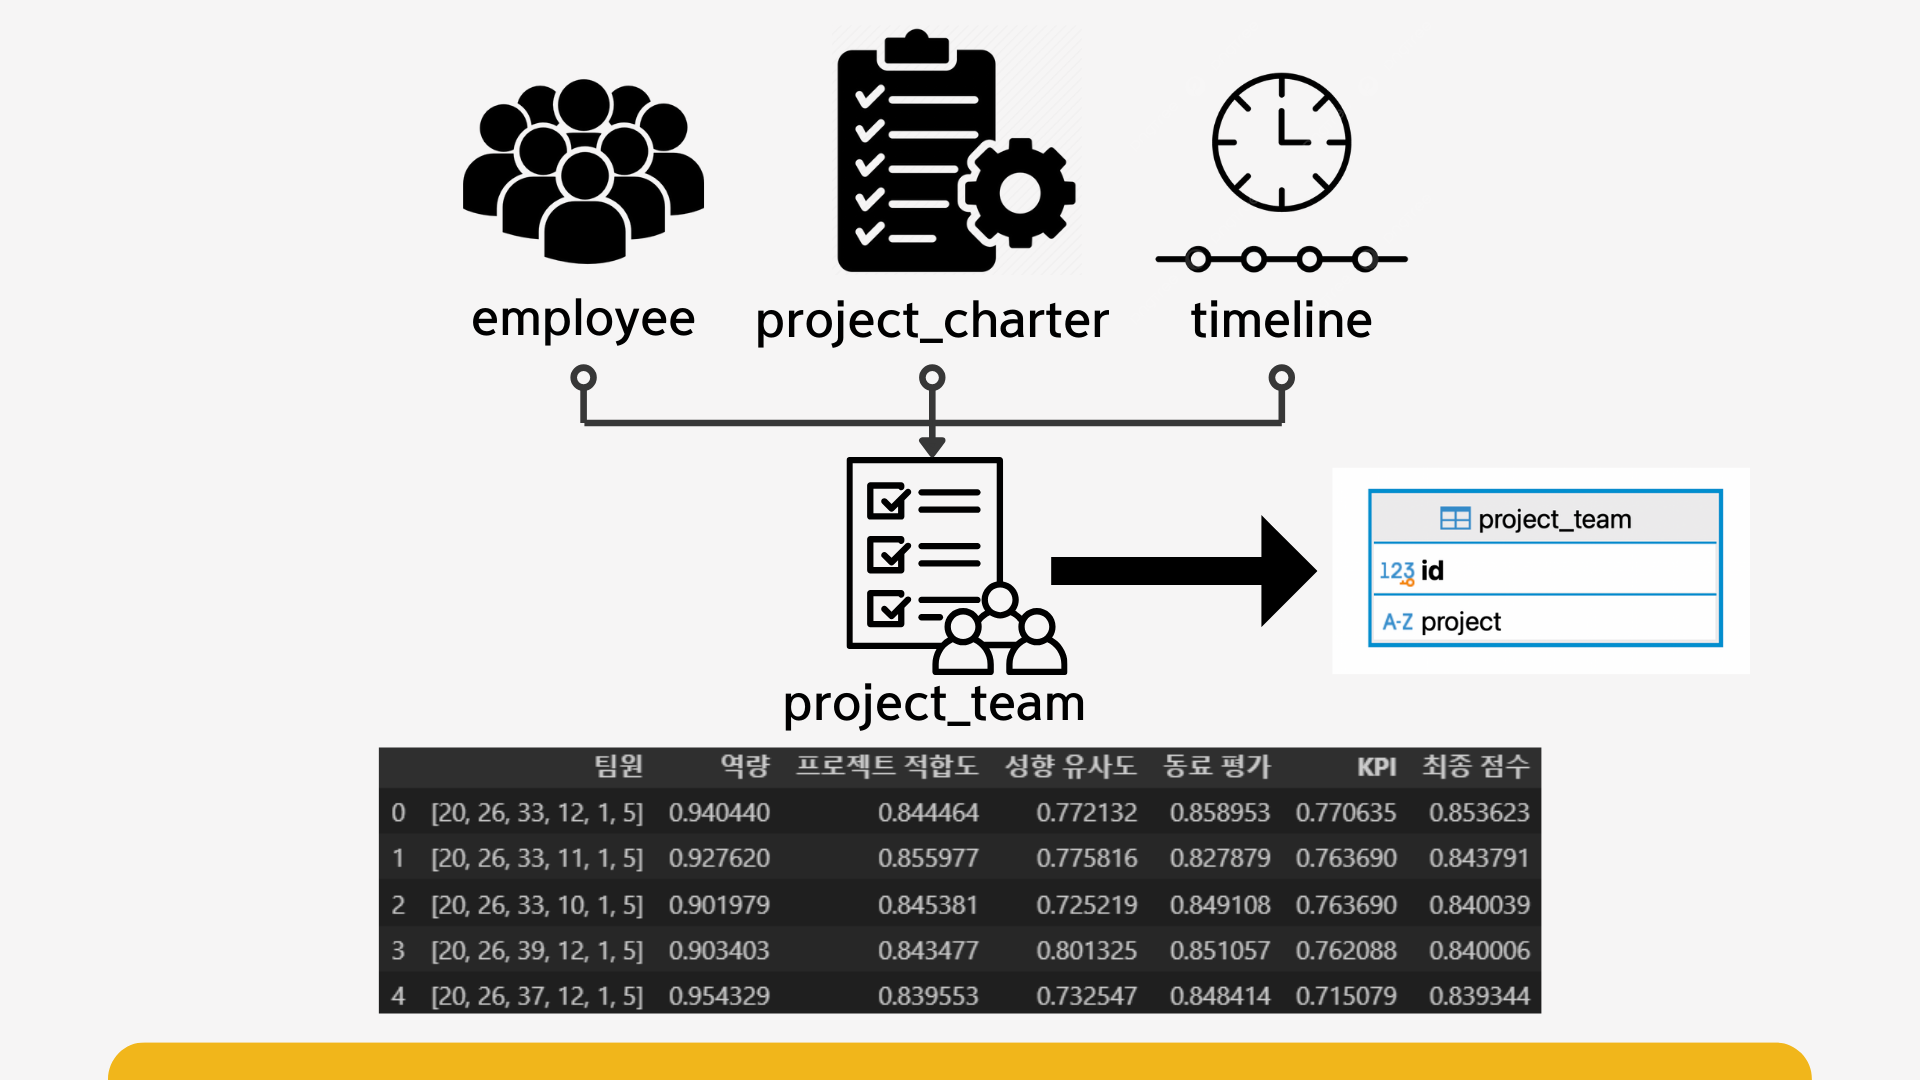 employee
project_charter
timeline
project_team
project_team
123 id
A-Z project
팀원 역량 프로젝트 적합도 성향 유사도 동료 평가 KPI 최종 점수
0 [20, 26, 33, 12, 1, 5] 0.940440 0.844464 0.772132 0.858953 0.770635 0.853623
1 [20, 26, 33, 11, 1, 5] 0.927620 0.855977 0.775816 0.827879 0.763690 0.843791
2 [20, 26, 33, 10, 1, 5] 0.901979 0.845381 0.725219 0.849108 0.763690 0.840039
3 [20, 26, 39, 12, 1, 5] 0.903403 0.843477 0.801325 0.851057 0.762088 0.840006
4 [20, 26, 37, 12, 1, 5] 0.954329 0.839553 0.732547 0.848414 0.715079 0.839344